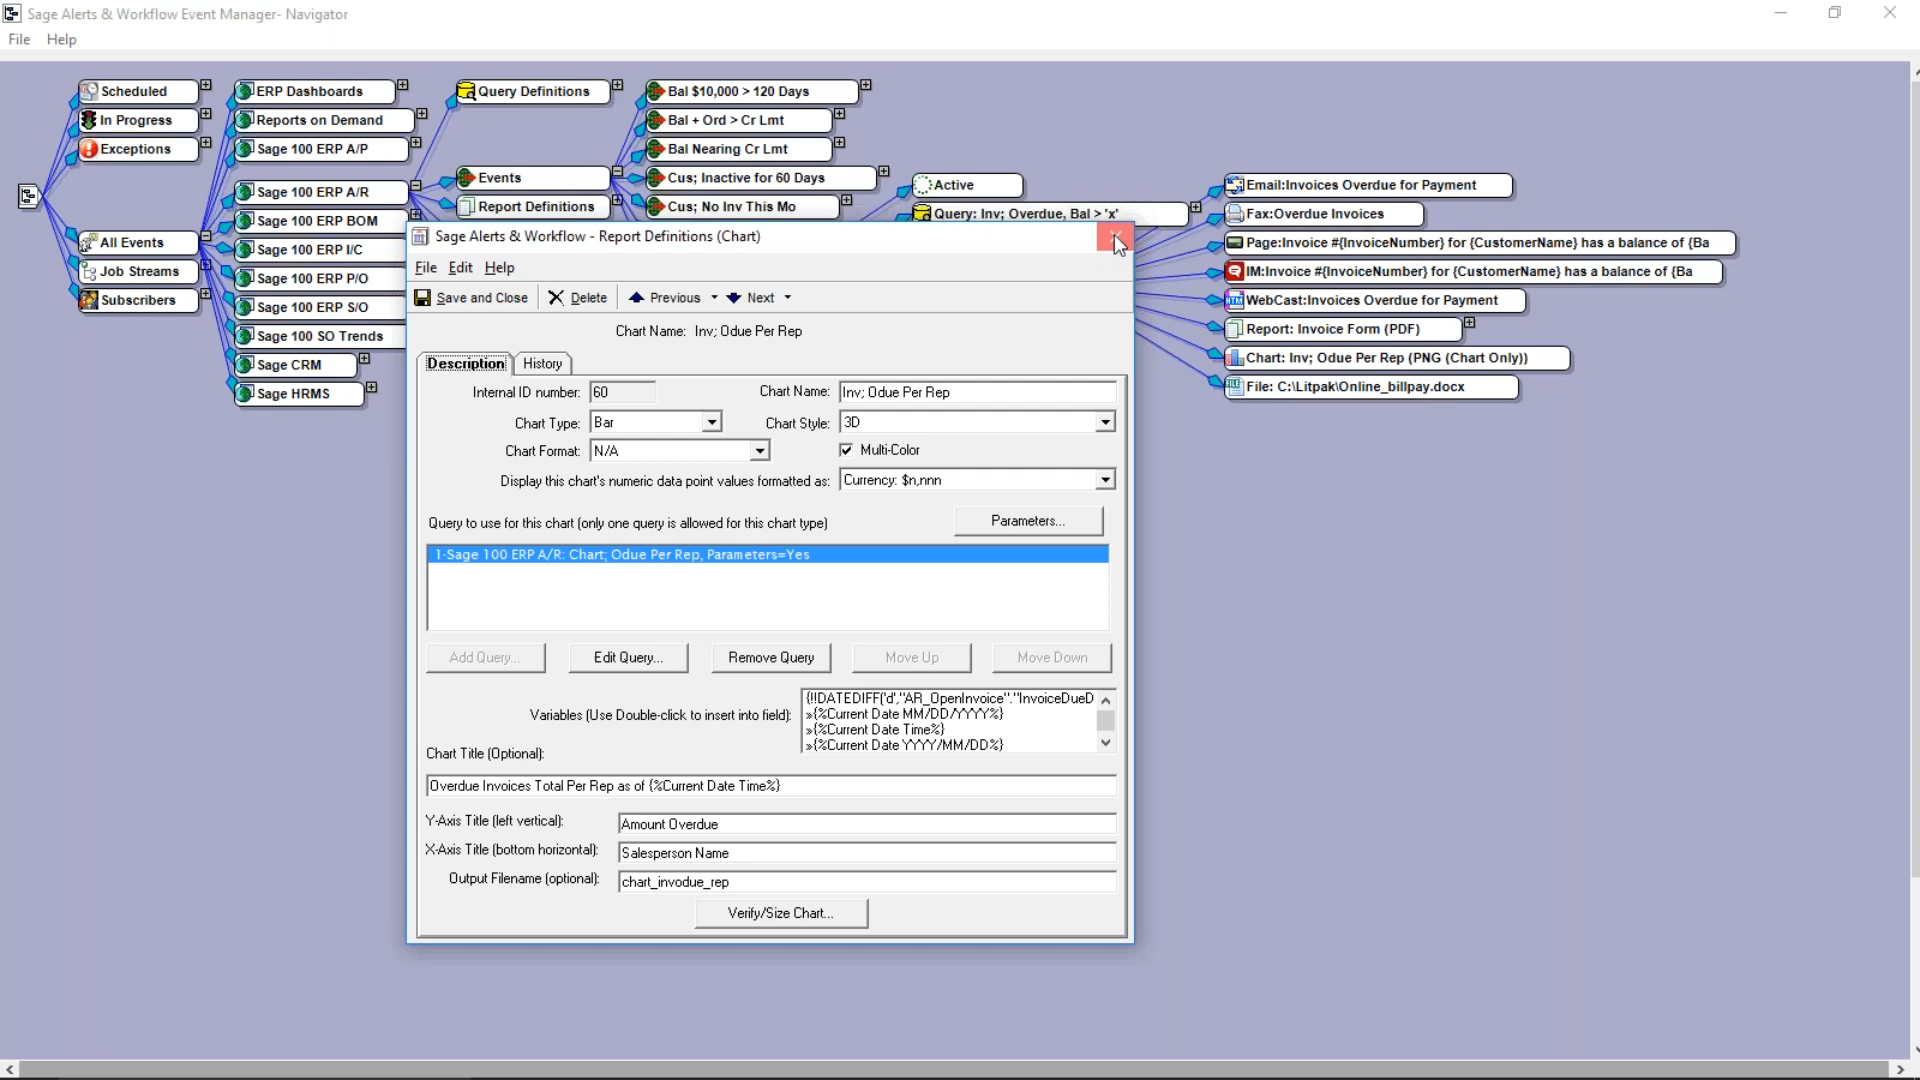 Sage Alerts & Workflow Event Manager- Navigator
File Help
Scheduled
In Progress
Exceptions
All Events
Job Streams
Subscribers
ERP Dashboards
Reports on Demand
Sage 100 ERP A/P
Sage 100 ERP A/R
Sage 100 ERP BOM
Sage 100 ERP I/C
Sage 100 ERP P/O
Sage 100 ERP S/O
Sage 100 SO Trends
Sage CRM
Sage HRMS
Query Definitions
Events
Report Definitions
Bal $10,000 > 120 Days
Bal + Ord > Cr Lmt
Bal Nearing Cr Lmt
Cus; Inactive for 60 Days
Cus; No Inv This Mo
Active
Query: Inv; Overdue, Bal > 'x'
Email:Invoices Overdue for Payment
Fax:Overdue Invoices
Page:Invoice #{InvoiceNumber} for {CustomerName} has a balance of {Ba
IM:Invoice #{InvoiceNumber} for {CustomerName} has a balance of {Ba
WebCast:Invoices Overdue for Payment
Report: Invoice Form (PDF)
Chart: Inv; Odue Per Rep (PNG (Chart Only))
File: C:\Litpak\Online_billpay.docx
Sage Alerts & Workflow - Report Definitions (Chart)
File Edit Help
Save and Close Delete Previous Next
Chart Name: Inv; Odue Per Rep
Description History
Internal ID number: 60 Chart Name: Inv; Odue Per Rep
Chart Type: Bar Chart Style: 3D
Chart Format: N/A Multi-Color
Display this chart's numeric data point values formatted as: Currency: $n,nnn
Query to use for this chart (only one query is allowed for this chart type) Parameters...
1-Sage 100 ERP A/R: Chart; Odue Per Rep, Parameters=Yes
Add Query... Edit Query... Remove Query Move Up Move Down
{!!DATEDIFF('d',"AR_OpenInvoice"."InvoiceDueD
Variables (Use Double-click to insert into field): »{%Current Date MM/DD/YYYY%}
»{%Current Date Time%}
»{%Current Date YYYY/MM/DD%}
Chart Title (Optional):
Overdue Invoices Total Per Rep as of {%Current Date Time%}
Y-Axis Title (left vertical): Amount Overdue
X-Axis Title (bottom horizontal): Salesperson Name
Output Filename (optional): chart_invodue_rep
Verify/Size Chart...